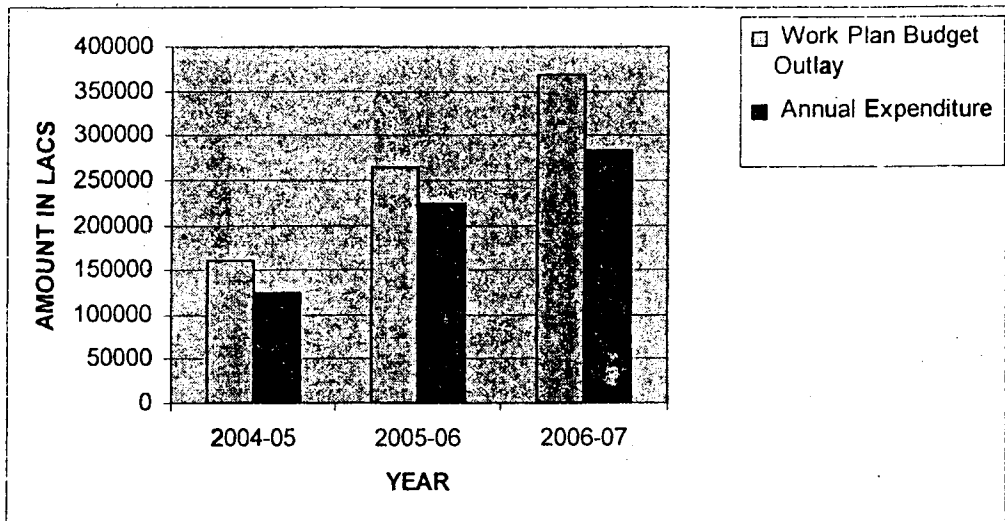 400000
350000
300000
250000
200000
150000
100000
50000
0
AMOUNT IN LACS
2004-05 2005-06 2006-07
YEAR
Work Plan Budget
Outlay
Annual Expenditure